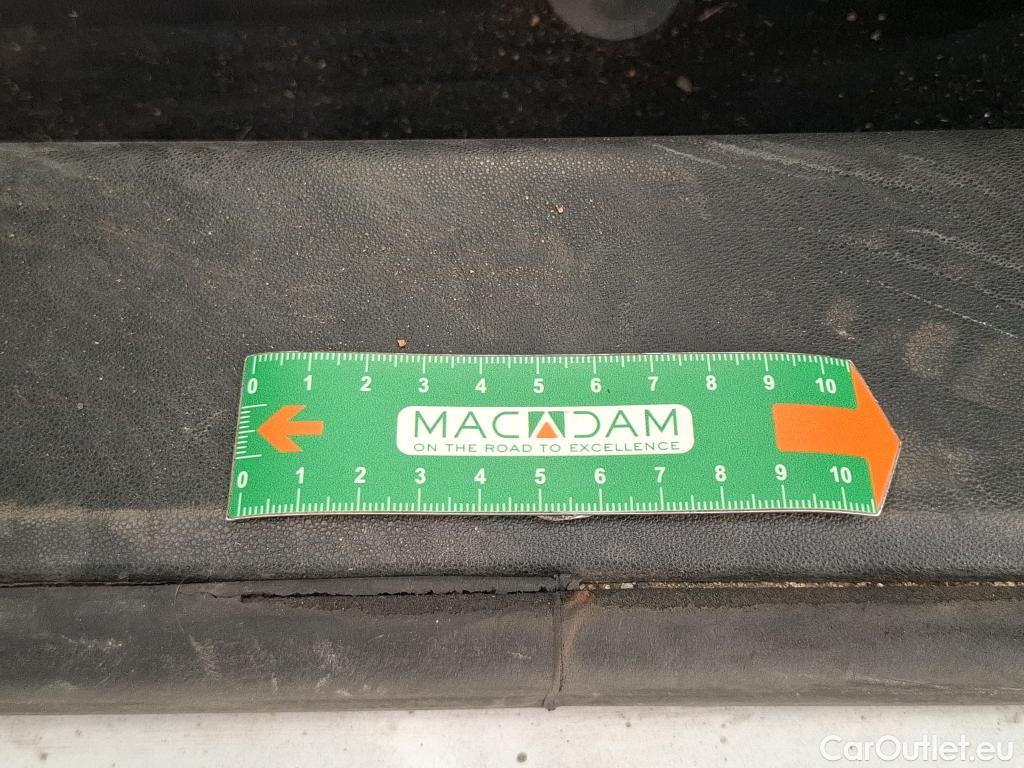 0 1 2 3 4 5 6 7 8 9 10
MACADAM
ON THE ROAD TO EXCELLENCE
0 1 2 3 4 5 6 7 8 9 10
CarOutlet.eu